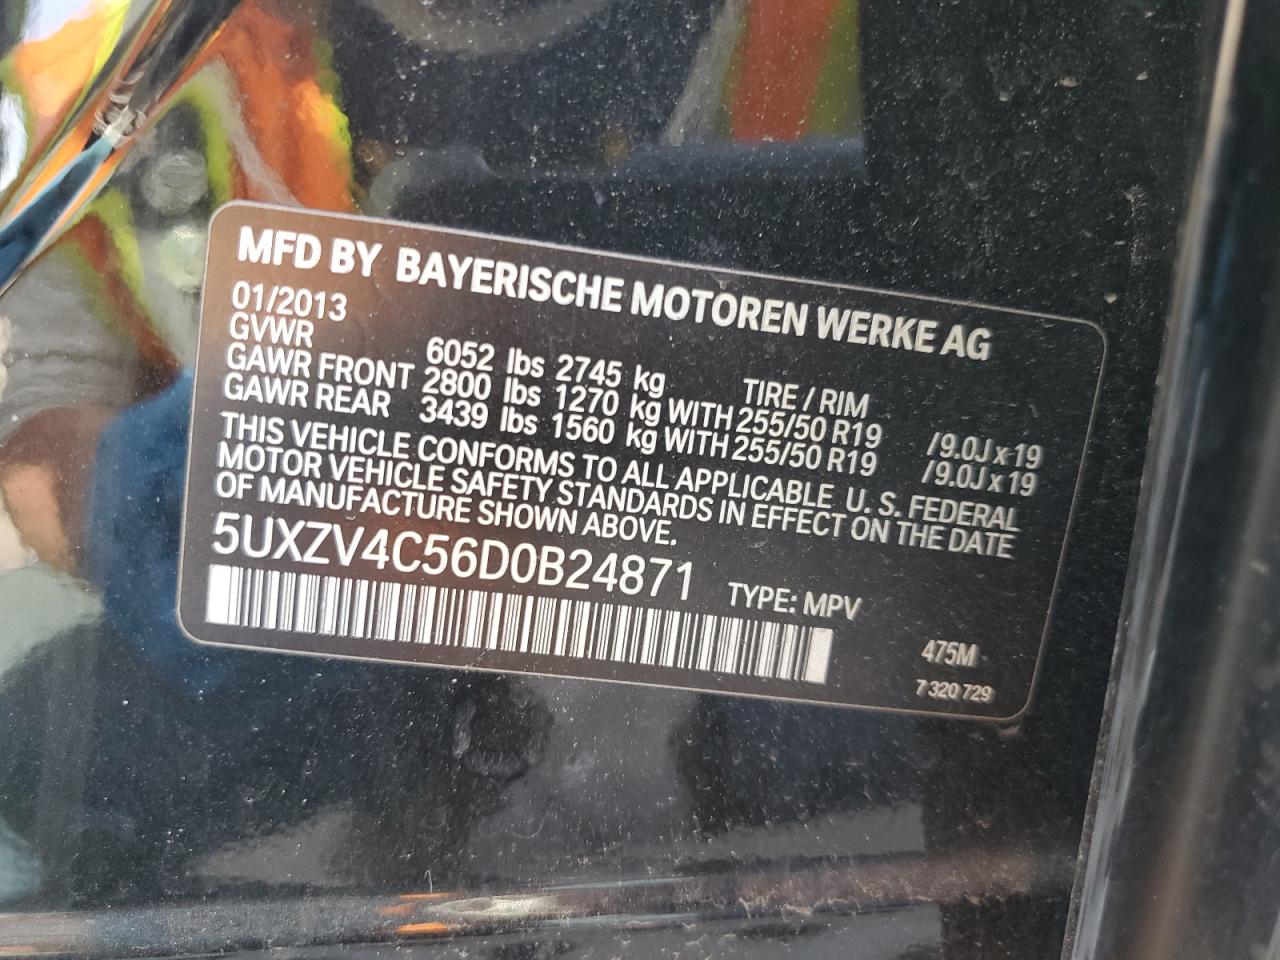 MFD BY BAYERISCHE MOTOREN WERKE AG
01/2013
GVWR 6052 lbs 2745 kg TIRE / RIM
GAWR FRONT 2800 lbs 1270 kg WITH 255/50 R19 /9.0J x 19
GAWR REAR 3439 lbs 1560 kg WITH 255/50 R19 /9.0J x 19
THIS VEHICLE CONFORMS TO ALL APPLICABLE U. S. FEDERAL
MOTOR VEHICLE SAFETY STANDARDS IN EFFECT ON THE DATE
OF MANUFACTURE SHOWN ABOVE.
5UXZV4C56D0B24871 TYPE: MPV
475M
7 320 729